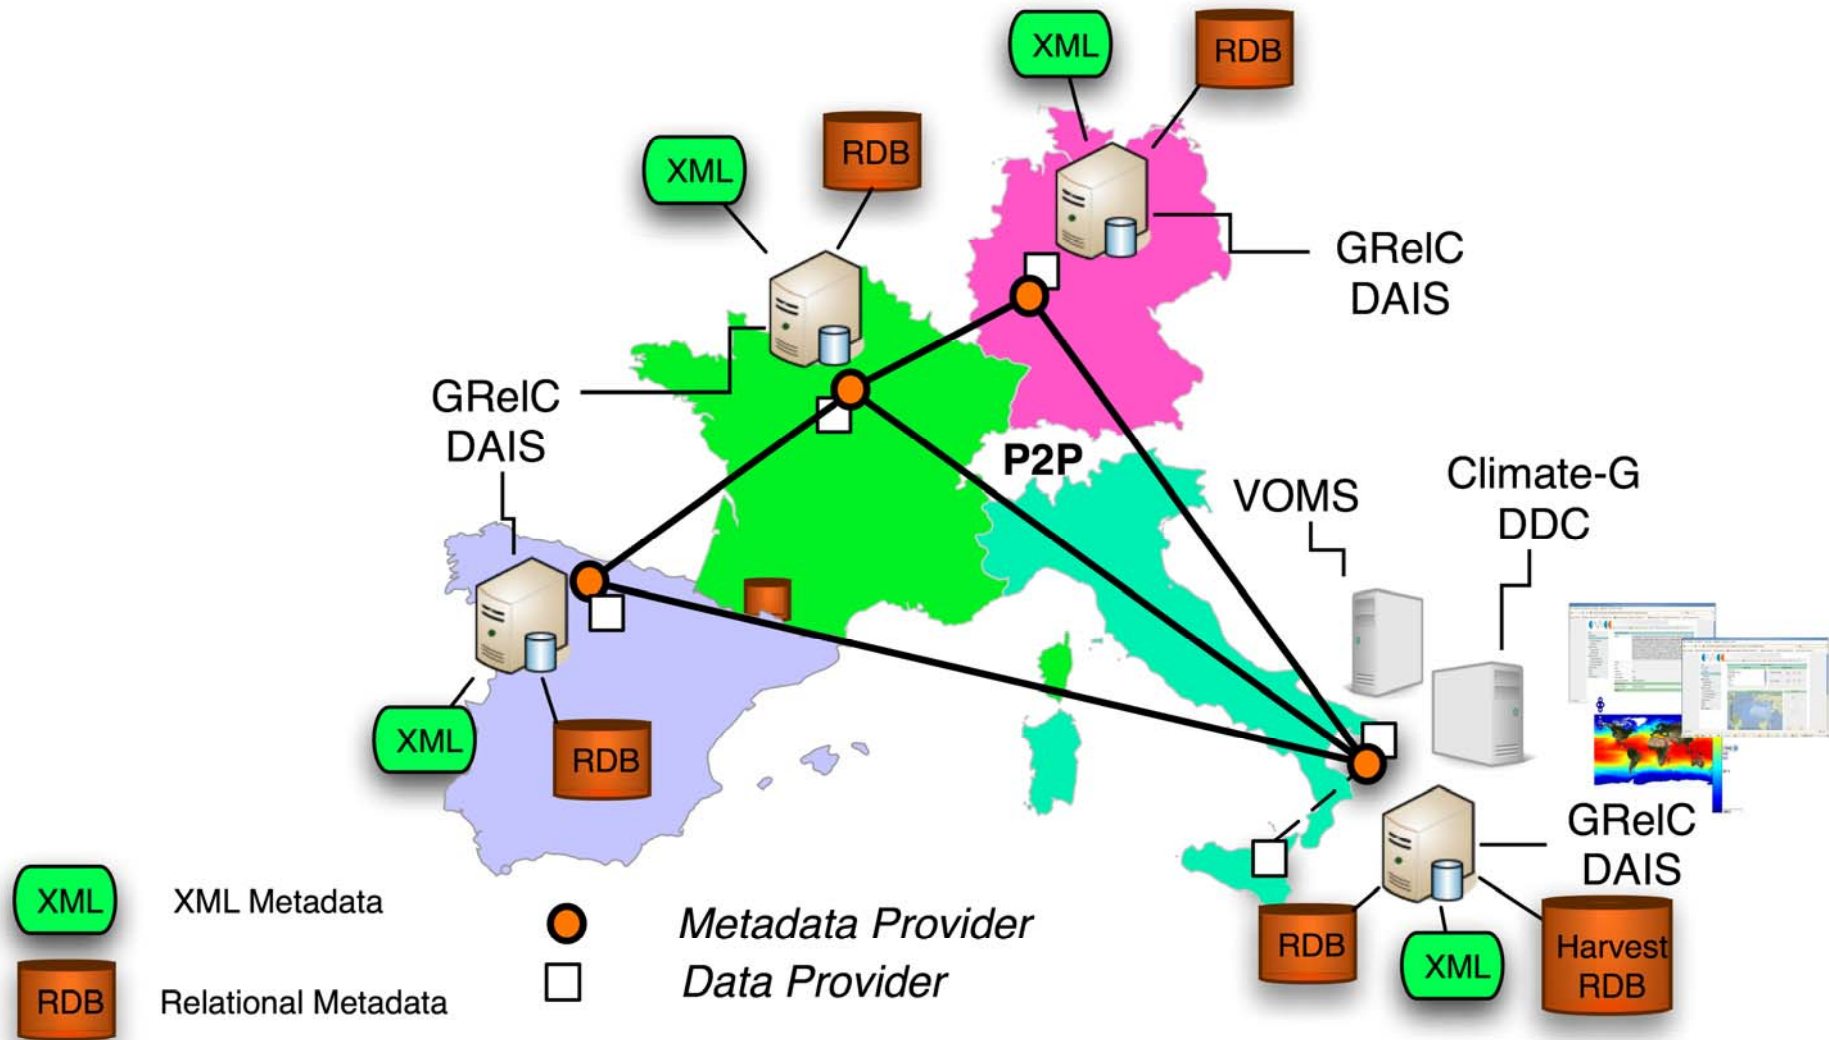 XML
RDB
XML
RDB
GRelC
DAIS
GRelC
DAIS
P2P
VOMS
Climate-G
DDC
XML
RDB
GRelC
DAIS
RDB
XML
Harvest
RDB
XML
XML Metadata
RDB
Relational Metadata
Metadata Provider
Data Provider